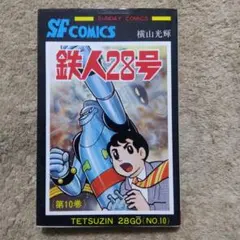 SUNDAY COMICS
SF COMICS
横山光輝
鉄人28号
第10巻
TETSUZIN 28GŌ (NO.10)